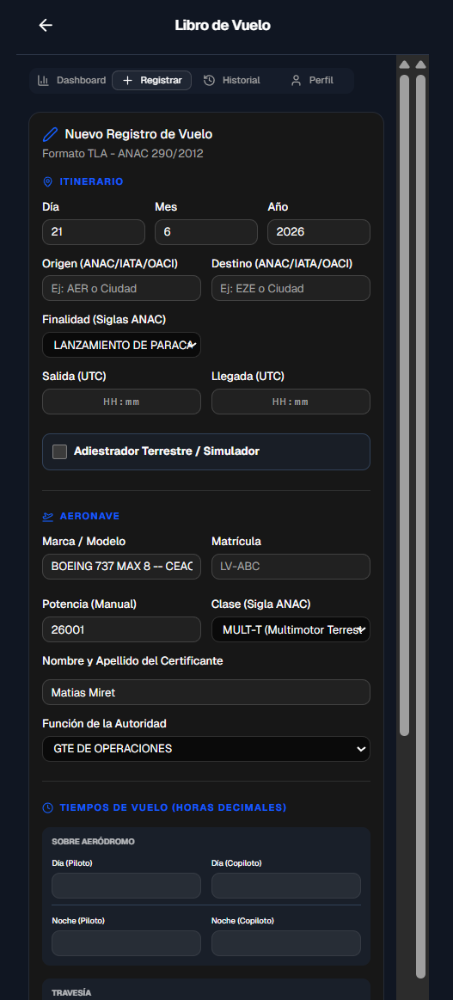 Libro de Vuelo
Dashboard Registrar Historial Perfil
Nuevo Registro de Vuelo
Formato TLA - ANAC 290/2012
ITINERARIO
Día Mes Año
21 6 2026
Origen (ANAC/IATA/OACI) Destino (ANAC/IATA/OACI)
Ej: AER o Ciudad Ej: EZE o Ciudad
Finalidad (Siglas ANAC)
LANZAMIENTO DE PARACA
Salida (UTC) Llegada (UTC)
HH:mm HH:mm
Adiestrador Terrestre / Simulador
AERONAVE
Marca / Modelo Matrícula
BOEING 737 MAX 8 -- CEAC LV-ABC
Potencia (Manual) Clase (Sigla ANAC)
26001 MULT-T (Multimotor Terrest
Nombre y Apellido del Certificante
Matias Miret
Función de la Autoridad
GTE DE OPERACIONES
TIEMPOS DE VUELO (HORAS DECIMALES)
SOBRE AERÓDROMO
Día (Piloto) Día (Copiloto)
Noche (Piloto) Noche (Copiloto)
TRAVESÍA